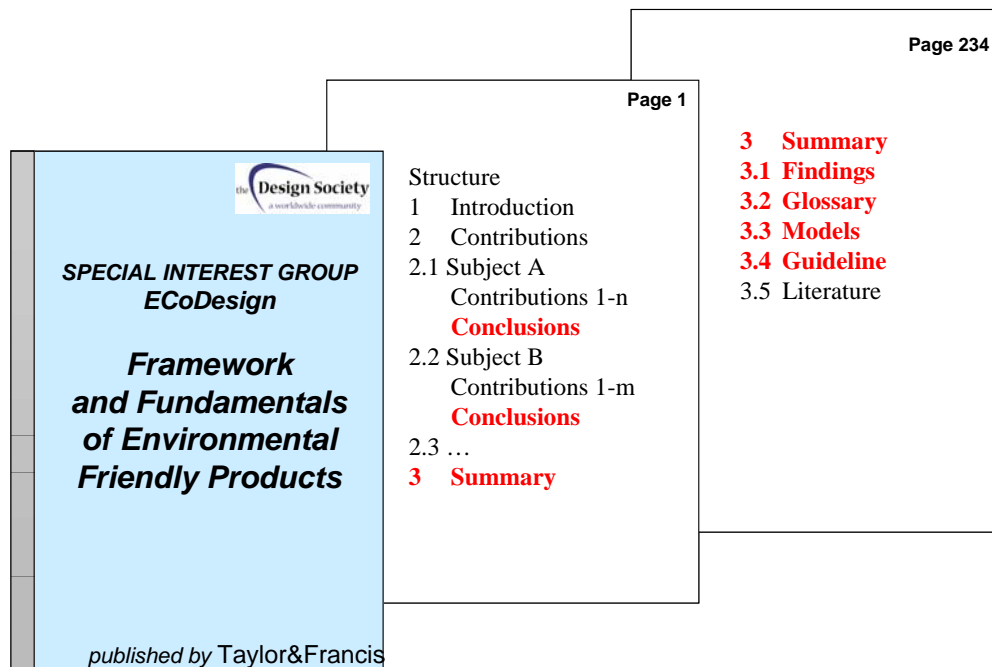 the Design Society
a worldwide community
SPECIAL INTEREST GROUP
ECoDesign
Framework
and Fundamentals
of Environmental
Friendly Products
published by Taylor&Francis
Page 1
Structure
1 Introduction
2 Contributions
2.1 Subject A
Contributions 1-n
Conclusions
2.2 Subject B
Contributions 1-m
Conclusions
2.3 …
3 Summary
Page 234
3 Summary
3.1 Findings
3.2 Glossary
3.3 Models
3.4 Guideline
3.5 Literature